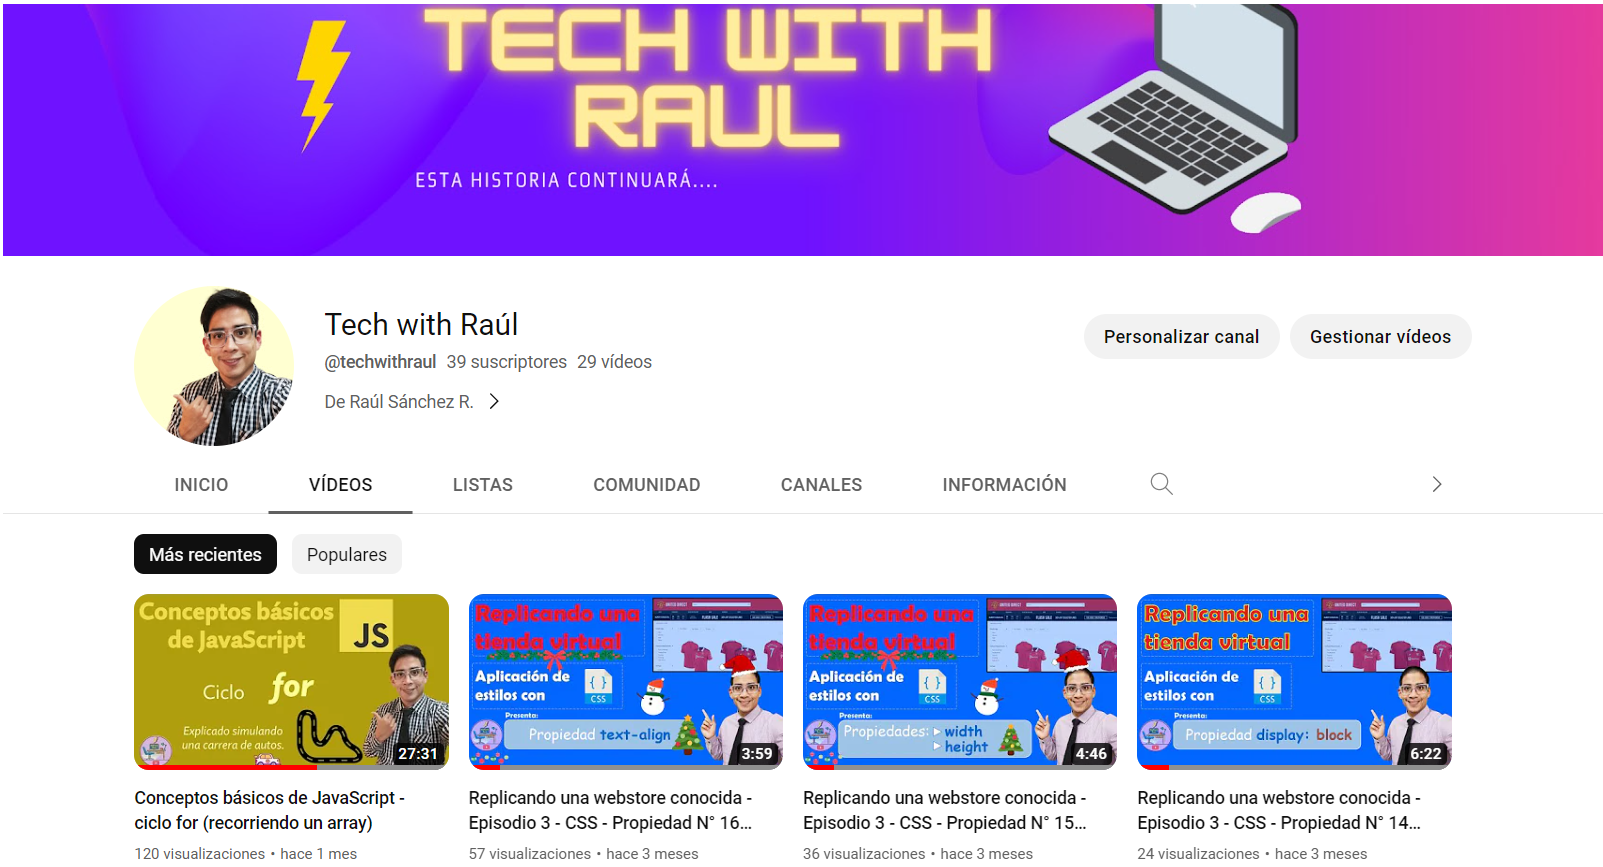 TECH WITH
RAUL
ESTA HISTORIA CONTINUARÁ....
Tech with Raúl
@techwithraul 39 suscriptores 29 vídeos
De Raúl Sánchez R.
Personalizar canal
Gestionar vídeos
INICIO
VÍDEOS
LISTAS
COMUNIDAD
CANALES
INFORMACIÓN
Más recientes
Populares
Conceptos básicos
de JavaScript
JS
Ciclo for
Explicado simulando
una carrera de autos.
27:31
Conceptos básicos de JavaScript -
ciclo for (recorriendo un array)
120 visualizaciones • hace 1 mes
Replicando una
tienda virtual
Aplicación de
estilos con
{ }
CSS
Presenta:
Propiedad text-align
3:59
Replicando una webstore conocida -
Episodio 3 - CSS - Propiedad N° 16...
57 visualizaciones • hace 3 meses
Replicando una
tienda virtual
Aplicación de
estilos con
{ }
CSS
Presenta:
Propiedades: width
height
4:46
Replicando una webstore conocida -
Episodio 3 - CSS - Propiedad N° 15...
36 visualizaciones • hace 3 meses
Replicando una
tienda virtual
Aplicación de
estilos con
{ }
CSS
Presenta:
Propiedad display: block
6:22
Replicando una webstore conocida -
Episodio 3 - CSS - Propiedad N° 14...
24 visualizaciones • hace 3 meses